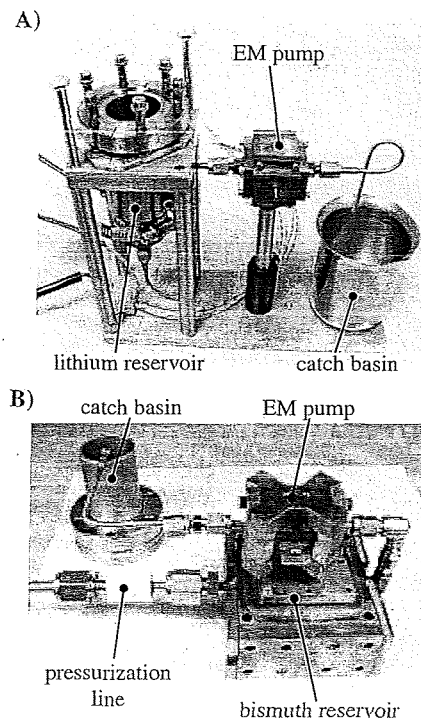 A)
EM pump
lithium reservoir
catch basin
B)
catch basin
EM pump
pressurization
line
bismuth reservoir